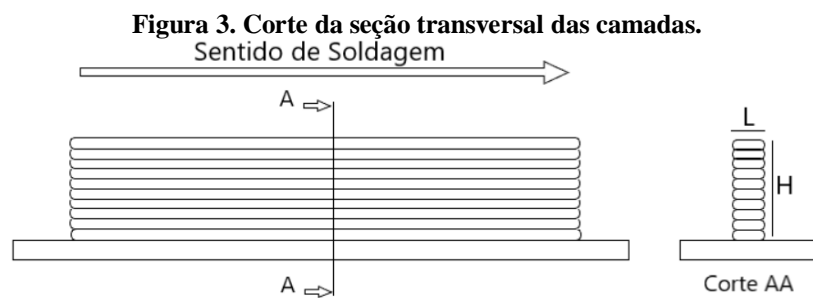 Figura 3. Corte da seção transversal das camadas.
Sentido de Soldagem
A
L
H
A
Corte AA